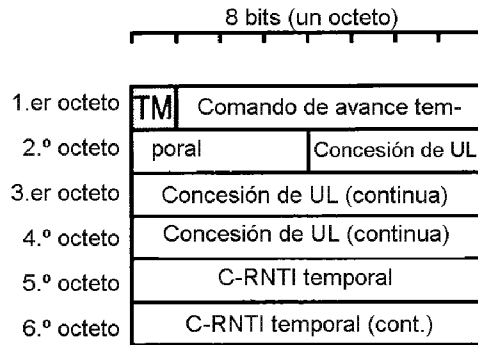 8 bits (un octeto)
1.er octeto TM Comando de avance tem-
2.º octeto poral Concesión de UL
3.er octeto Concesión de UL (continua)
4.º octeto Concesión de UL (continua)
5.º octeto C-RNTI temporal
6.º octeto C-RNTI temporal (cont.)